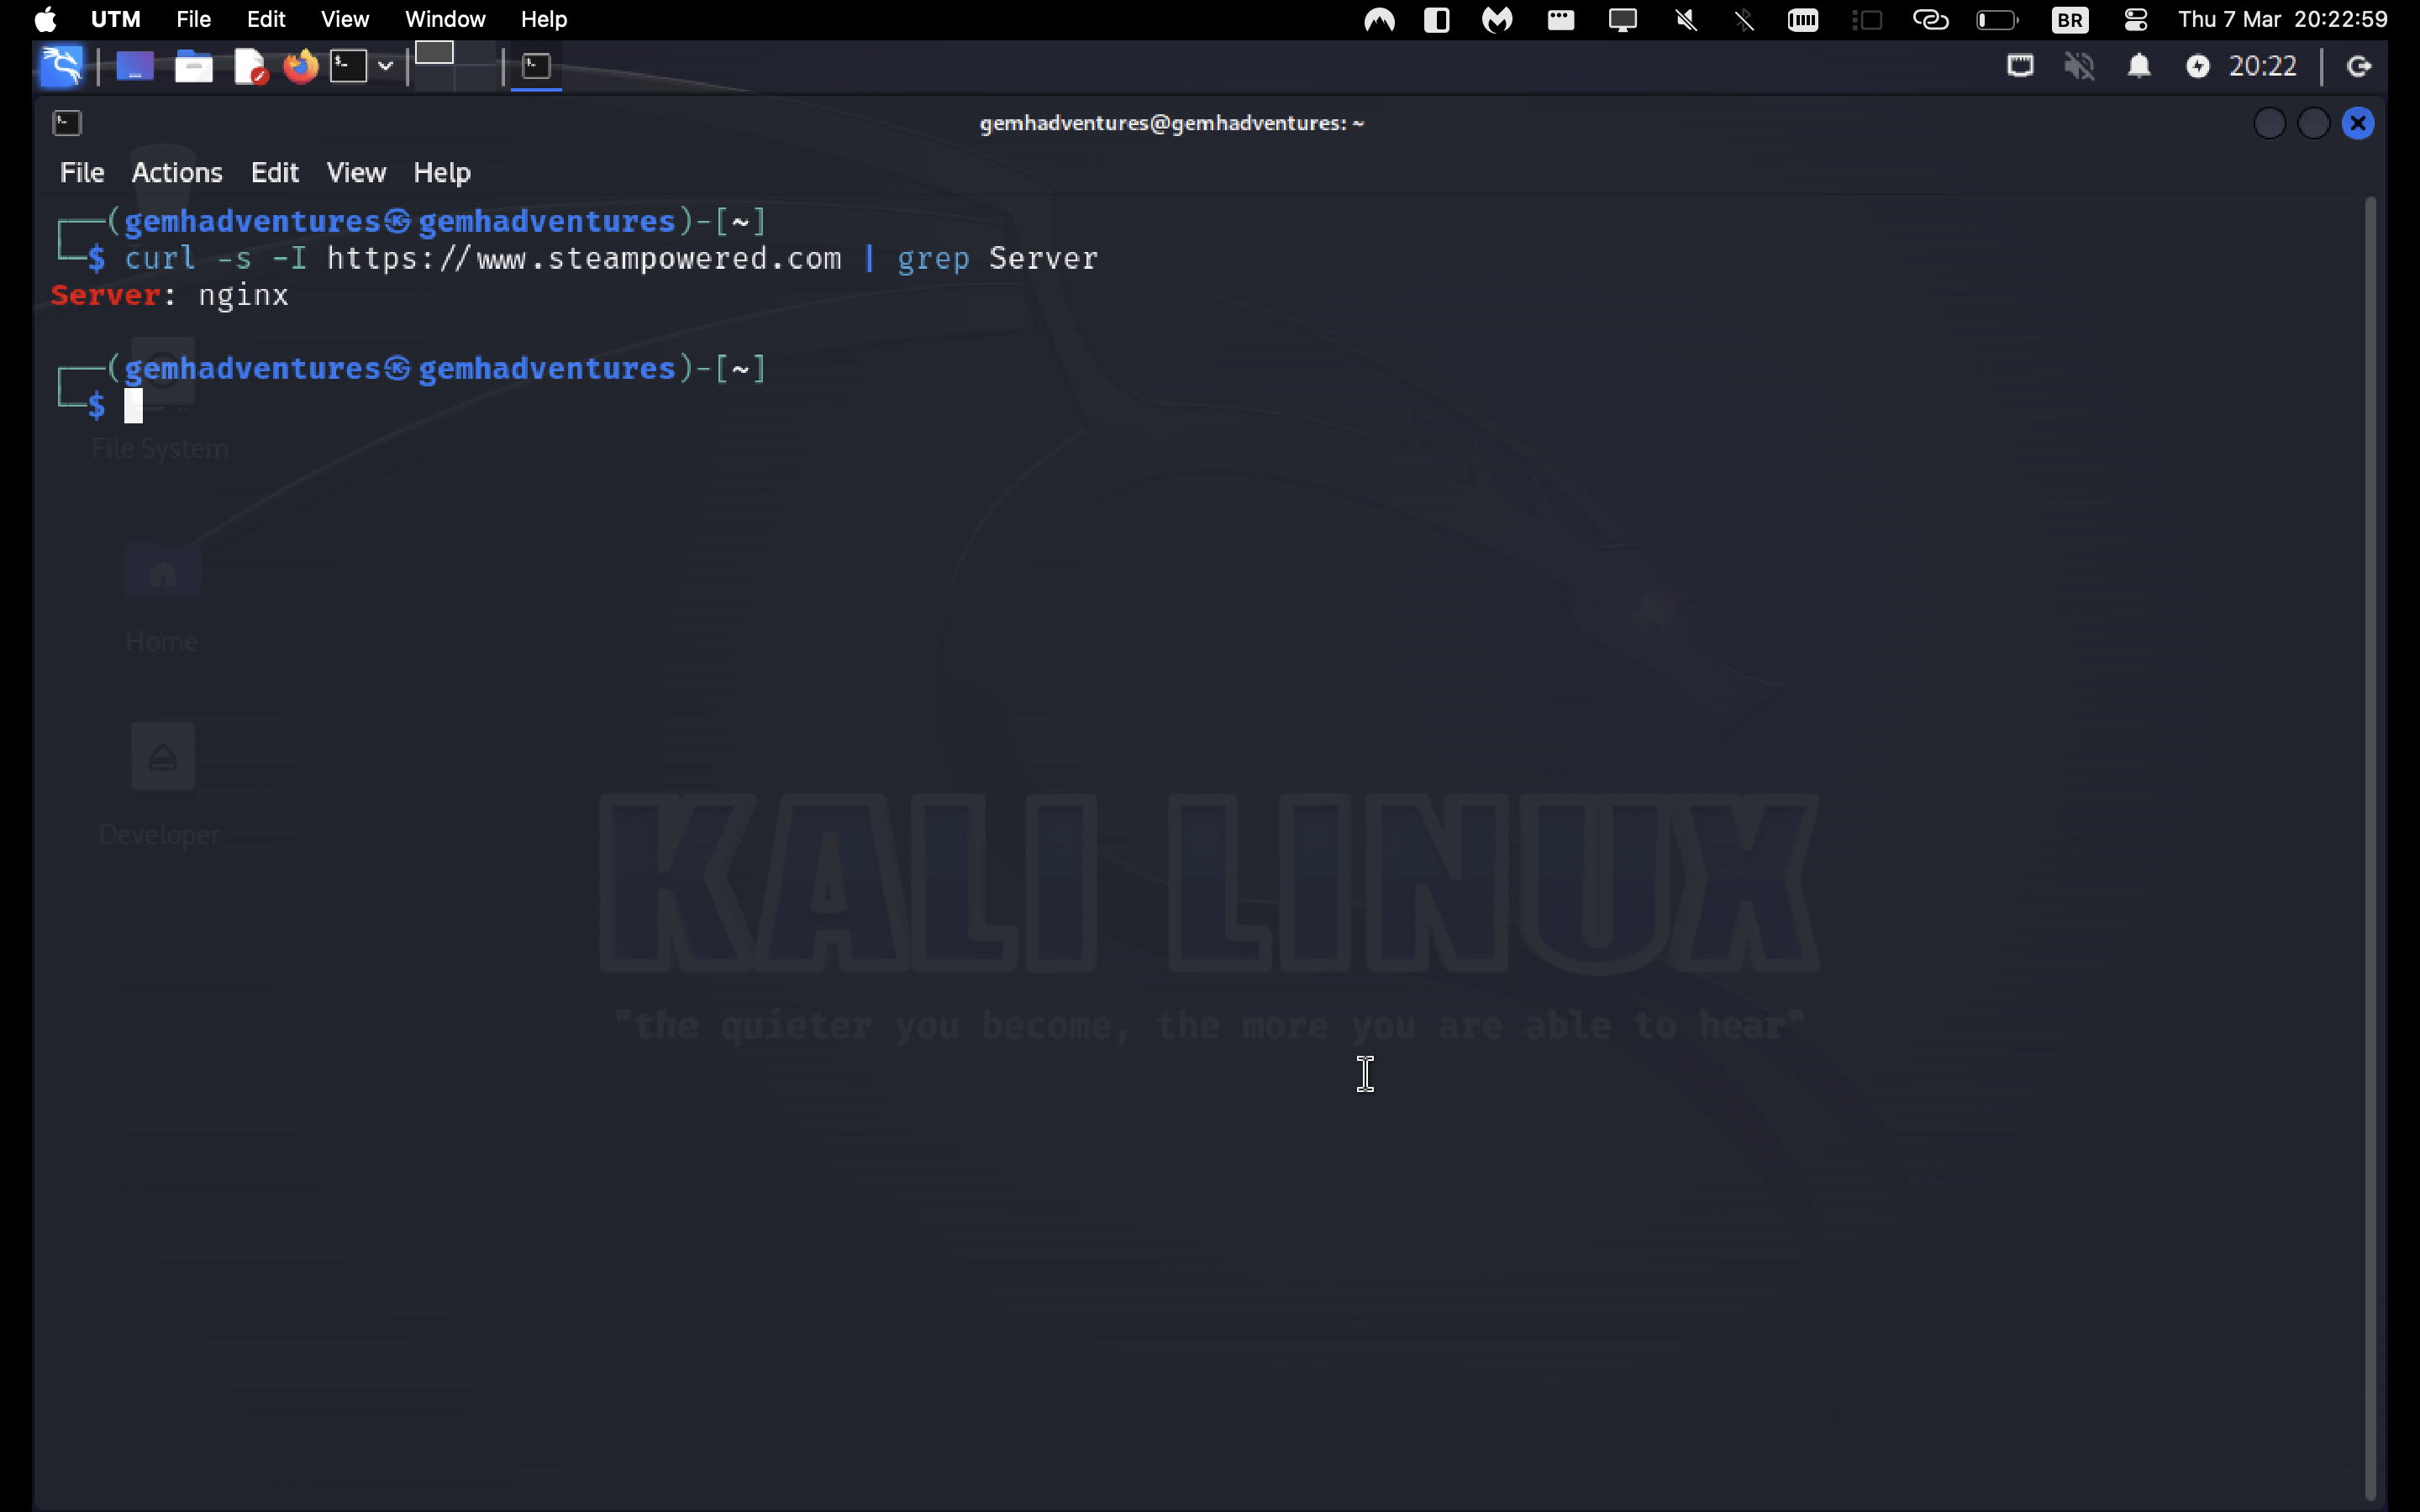 UTM File Edit View Window Help BR Thu 7 Mar 20:22:59
20:22
gemhadventures@gemhadventures: ~
File Actions Edit View Help
┌──(gemhadventures㉿gemhadventures)-[~]
└─$ curl -s -I https://www.steampowered.com | grep Server
Server: nginx
┌──(gemhadventures㉿gemhadventures)-[~]
└─$
File System
Home
Developer
KALI LINUX
"the quieter you become, the more you are able to hear"